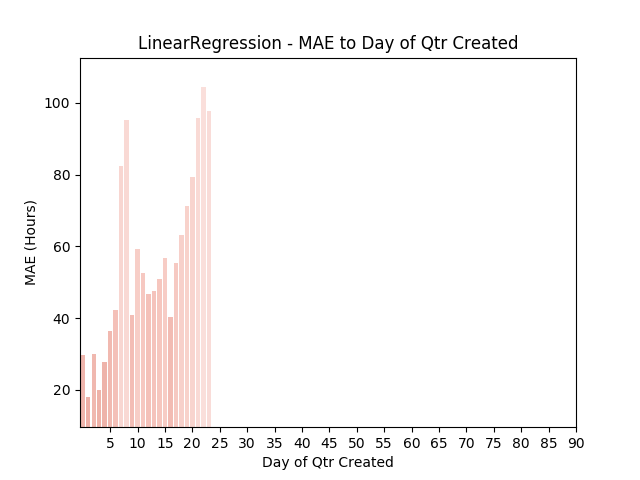 LinearRegression - MAE to Day of Qtr Created
100
80
60
40
20
MAE (Hours)
5 10 15 20 25 30 35 40 45 50 55 60 65 70 75 80 85 90
Day of Qtr Created